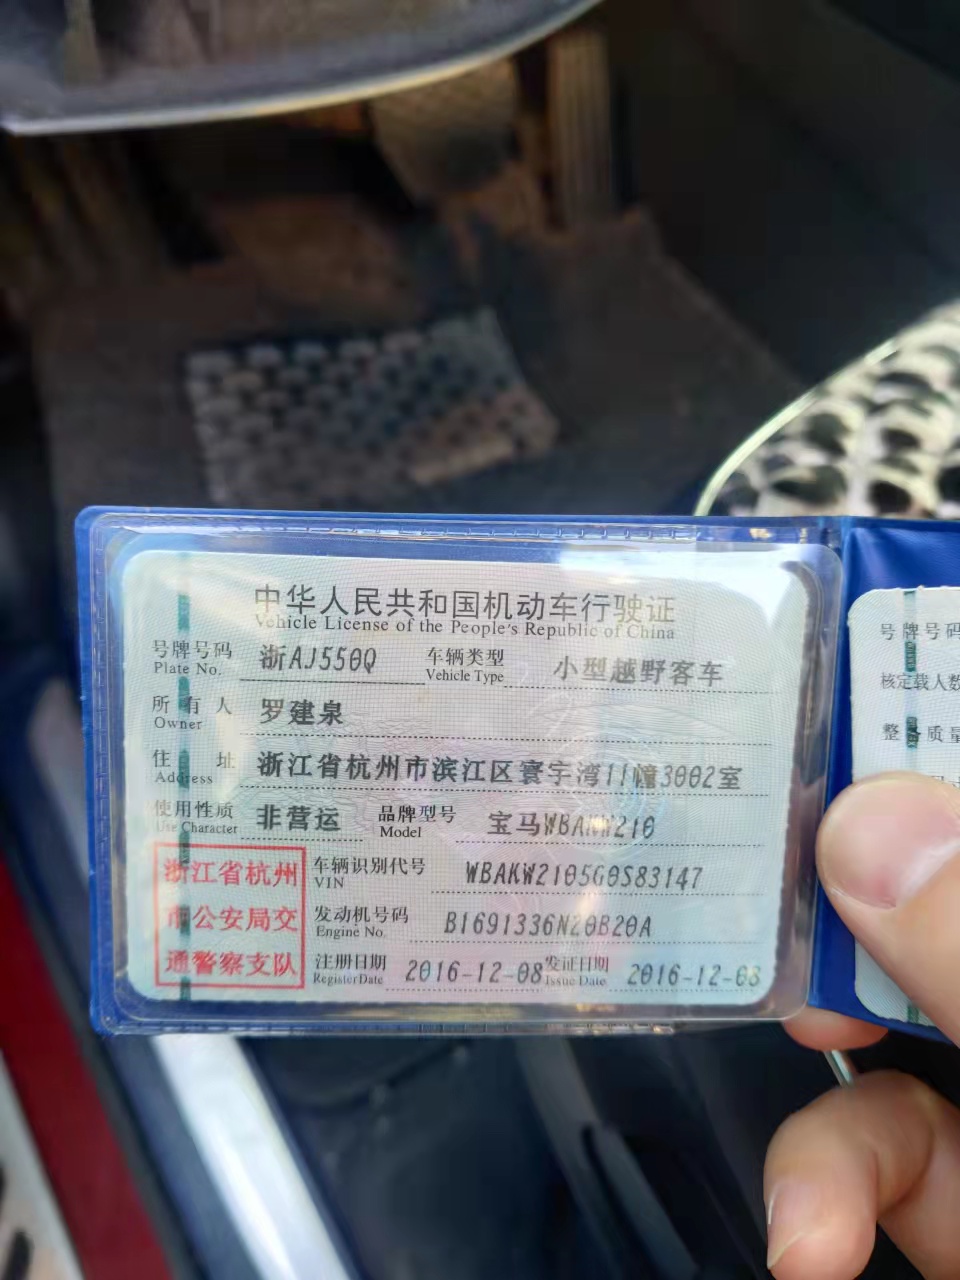 中华人民共和国机动车行驶证
Vehicle License of the People's Republic of China
号牌号码 浙AJ550Q 车辆类型 小型越野客车
Plate No. Vehicle Type
所有人 罗建泉
Owner
住址 浙江省杭州市滨江区寰宇湾11幢3002室
Address
使用性质 非营运 品牌型号 宝马WBAKW210
Use Character Model
浙江省杭州
市公安局交
通警察支队
车辆识别代号 WBAKW2105G0S83147
VIN
发动机号码 B1691336N20B20A
Engine No.
注册日期 2016-12-08 发证日期 2016-12-08
Register Date Issue Date
号牌号码
核定载人数
整 质量